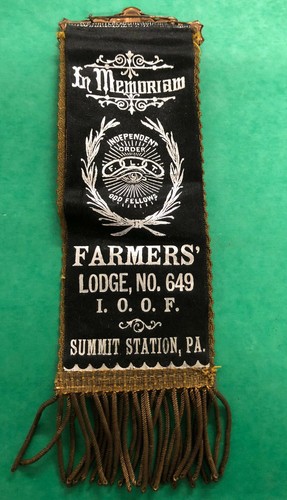 In Memoriam
INDEPENDENT
ORDER
F.L.T.
ODD FELLOWS
FARMERS'
LODGE, NO. 649
I. O. O. F.
SUMMIT STATION, PA.